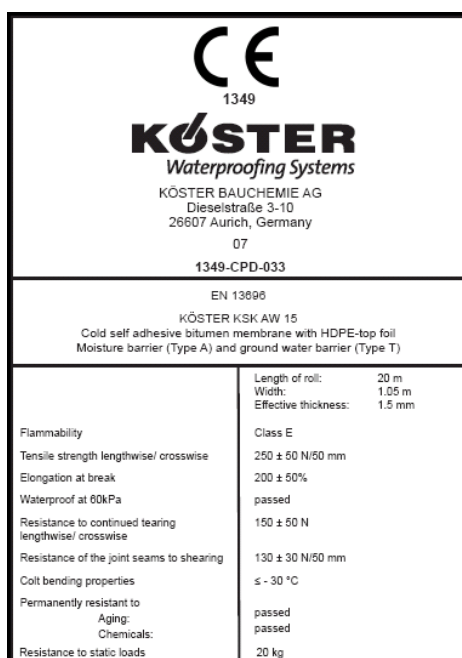 CE
1349
KÖSTER
Waterproofing Systems
KÖSTER BAUCHEMIE AG
Dieselstraße 3-10
26607 Aurich, Germany
07
1349-CPD-033
EN 13696
KÖSTER KSK AW 15
Cold self adhesive bitumen membrane with HDPE-top foil
Moisture barrier (Type A) and ground water barrier (Type T)
Length of roll: 20 m
Width: 1.05 m
Effective thickness: 1.5 mm
Flammability Class E
Tensile strength lengthwise/ crosswise 250 ± 50 N/50 mm
Elongation at break 200 ± 50%
Waterproof at 60kPa passed
Resistance to continued tearing 150 ± 50 N
lengthwise/ crosswise
Resistance of the joint seams to shearing 130 ± 30 N/50 mm
Colt bending properties ≤ - 30 °C
Permanently resistant to
Aging: passed
Chemicals: passed
Resistance to static loads 20 kg